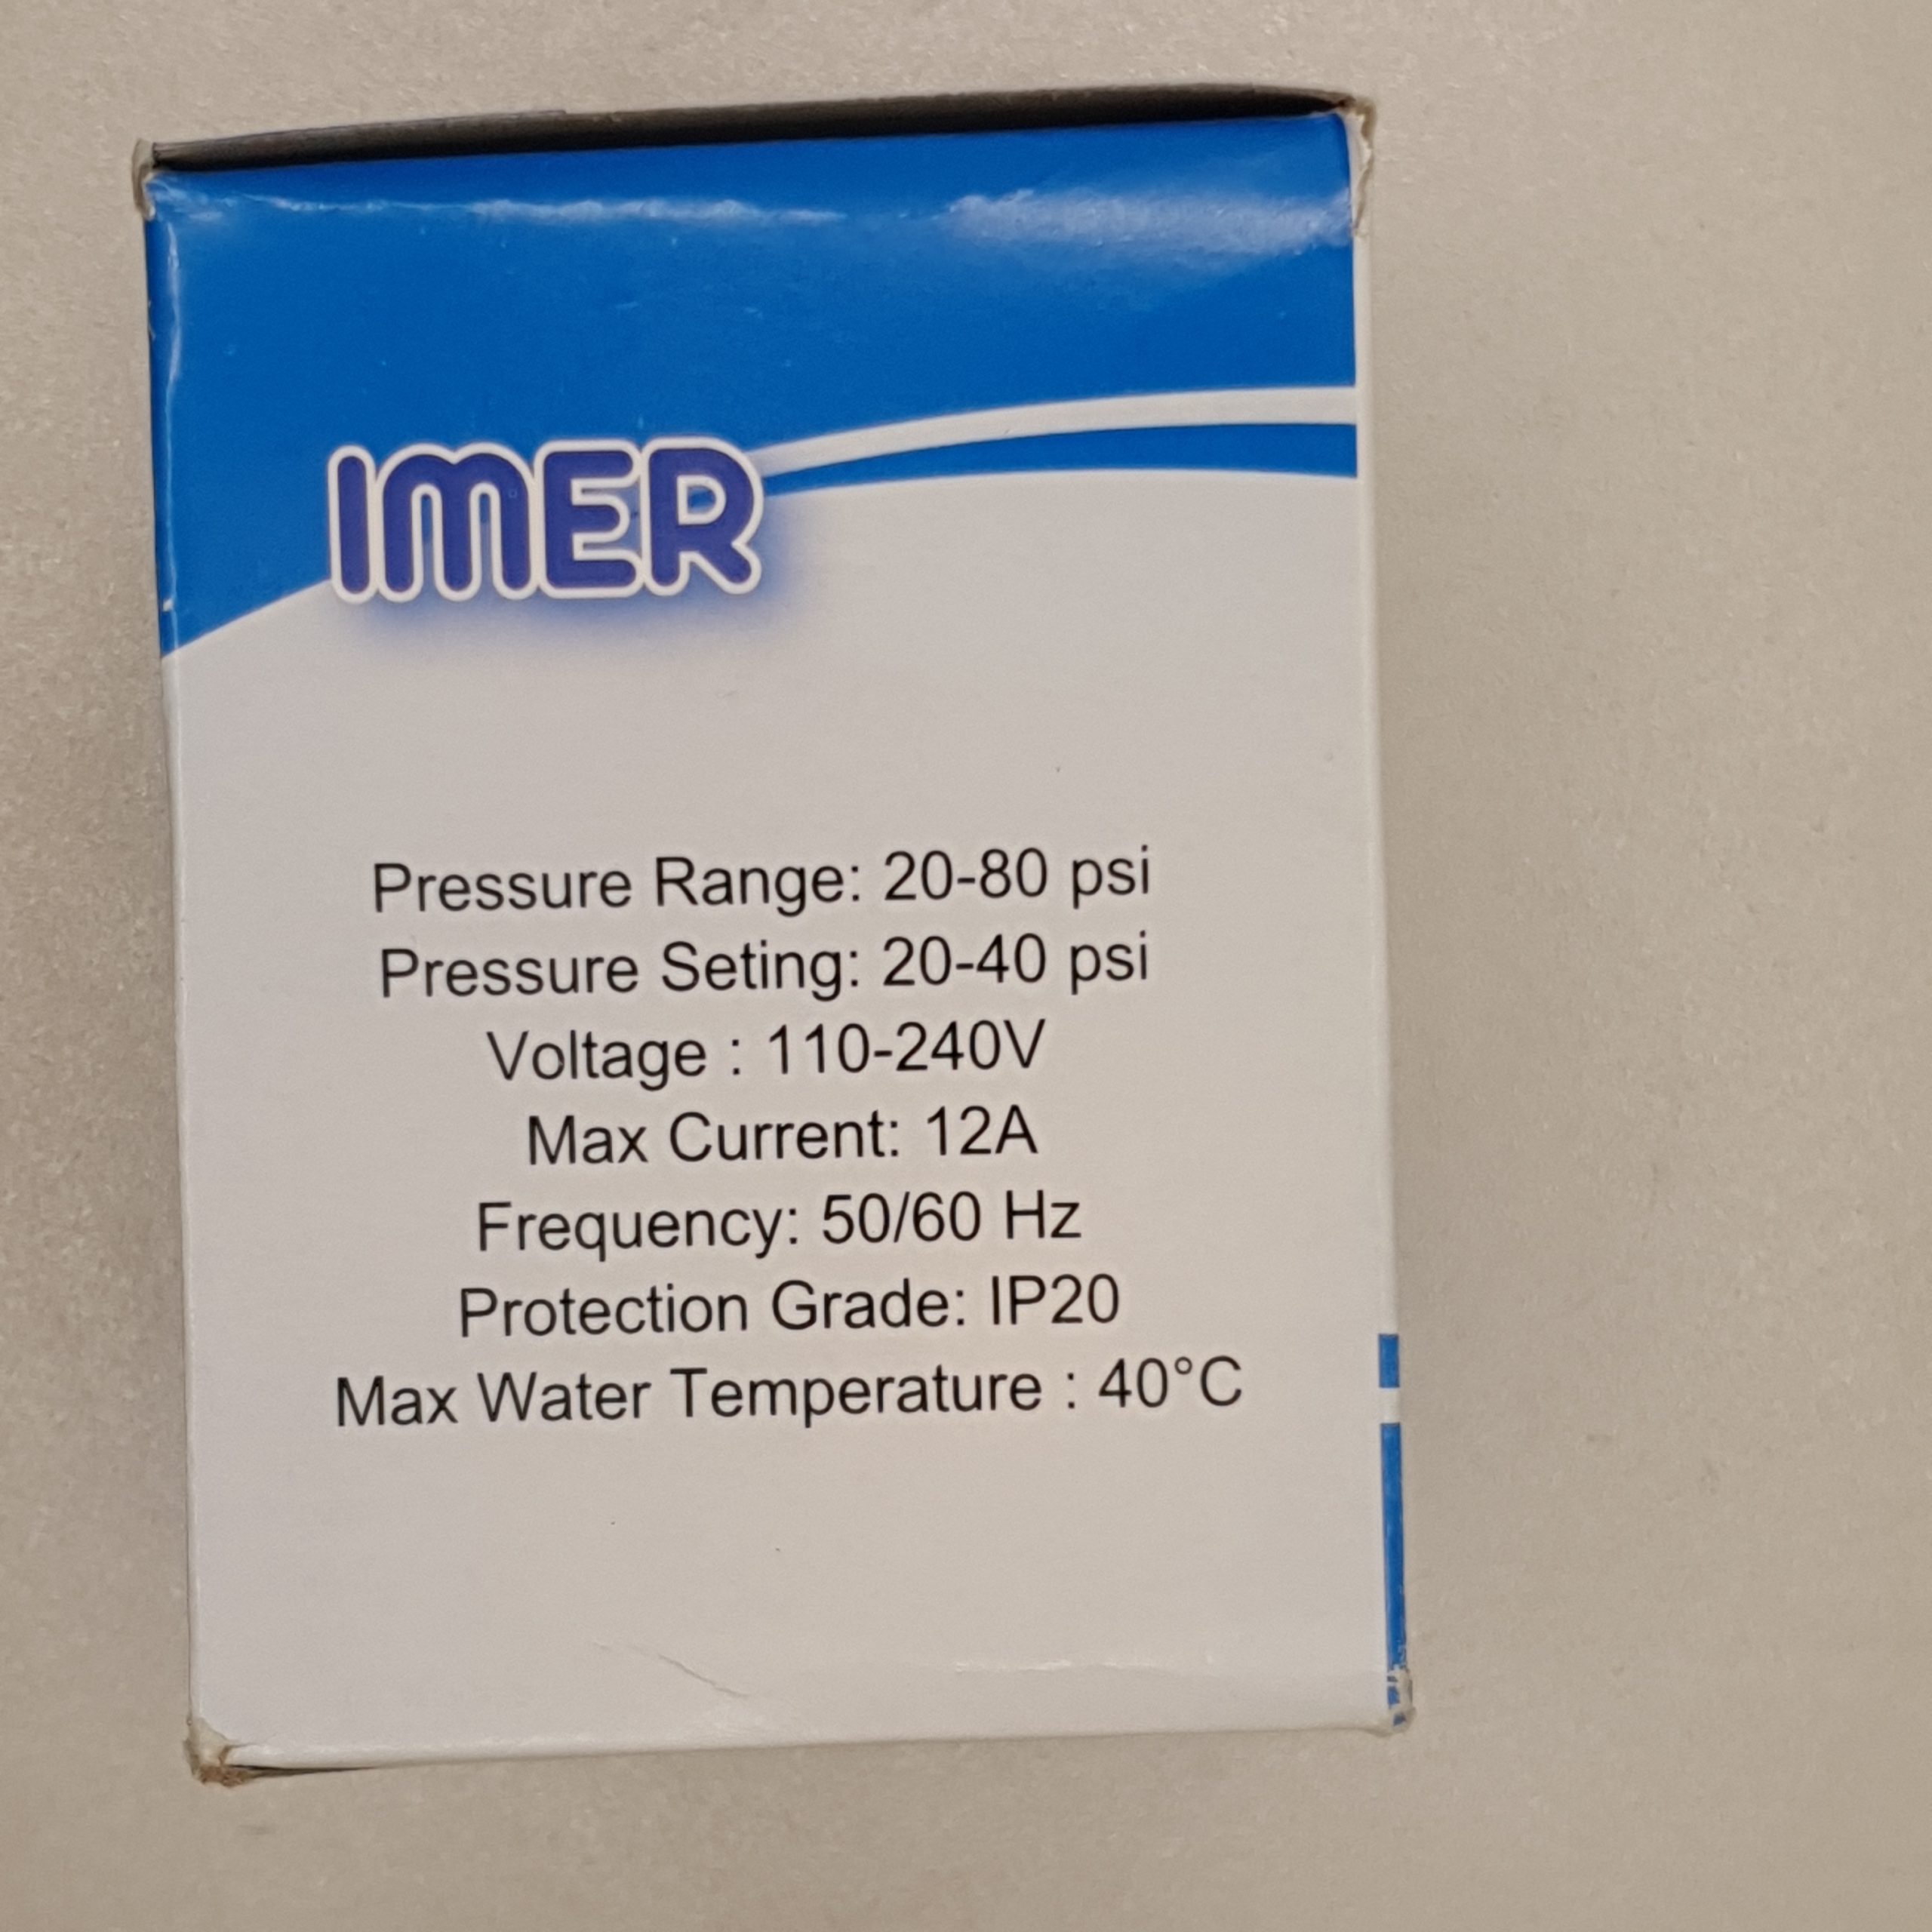 IMER
Pressure Range: 20-80 psi
Pressure Seting: 20-40 psi
Voltage : 110-240V
Max Current: 12A
Frequency: 50/60 Hz
Protection Grade: IP20
Max Water Temperature : 40°C